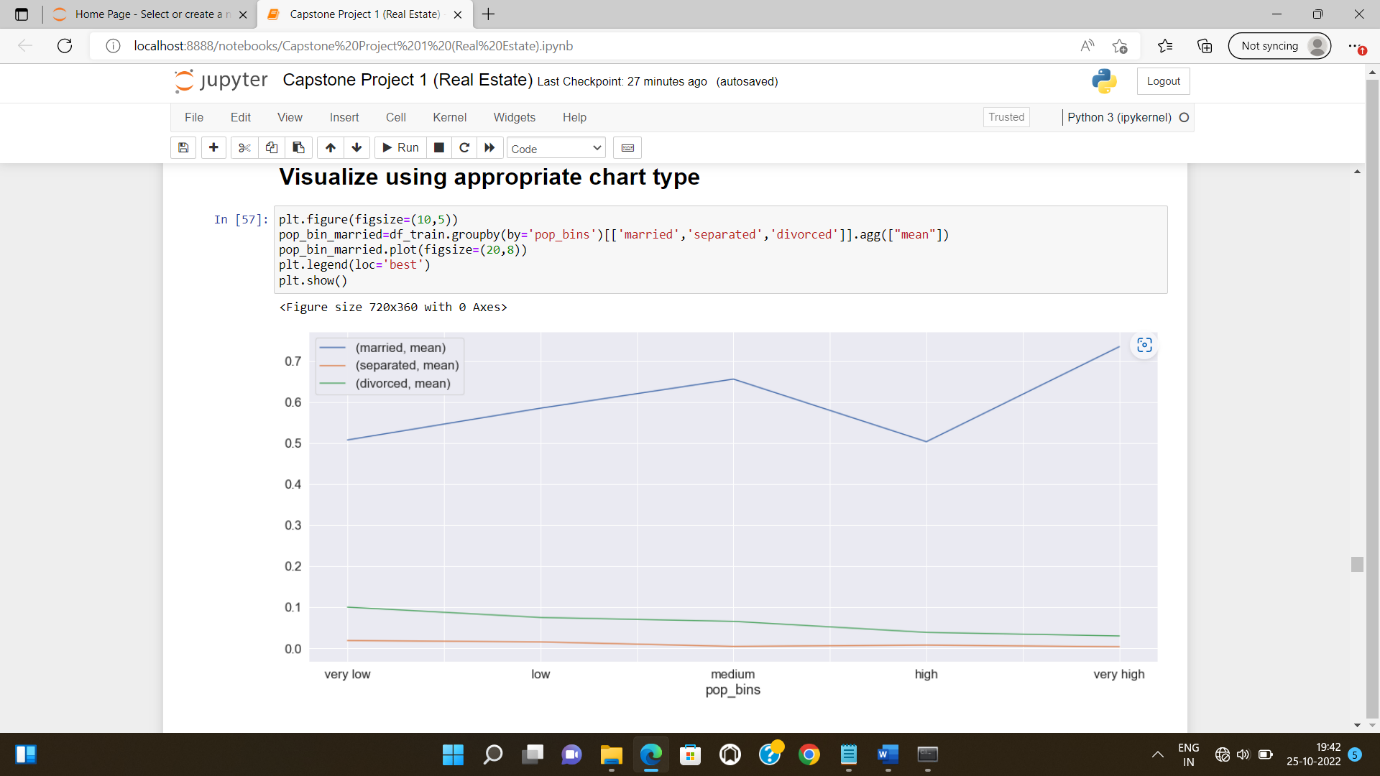 Home Page - Select or create a n
Capstone Project 1 (Real Estate)
localhost:8888/notebooks/Capstone%20Project%201%20(Real%20Estate).ipynb
Not syncing
jupyter Capstone Project 1 (Real Estate) Last Checkpoint: 27 minutes ago (autosaved)
Logout
File Edit View Insert Cell Kernel Widgets Help
Trusted
Python 3 (ipykernel)
Run
Code
Visualize using appropriate chart type
In [57]: plt.figure(figsize=(10,5))
pop_bin_married=df_train.groupby(by='pop_bins')[['married','separated','divorced']].agg(["mean"])
pop_bin_married.plot(figsize=(20,8))
plt.legend(loc='best')
plt.show()
<Figure size 720x360 with 0 Axes>
(married, mean)
(separated, mean)
(divorced, mean)
0.7
0.6
0.5
0.4
0.3
0.2
0.1
0.0
very low low medium high very high
pop_bins
ENG
IN
19:42
25-10-2022
5